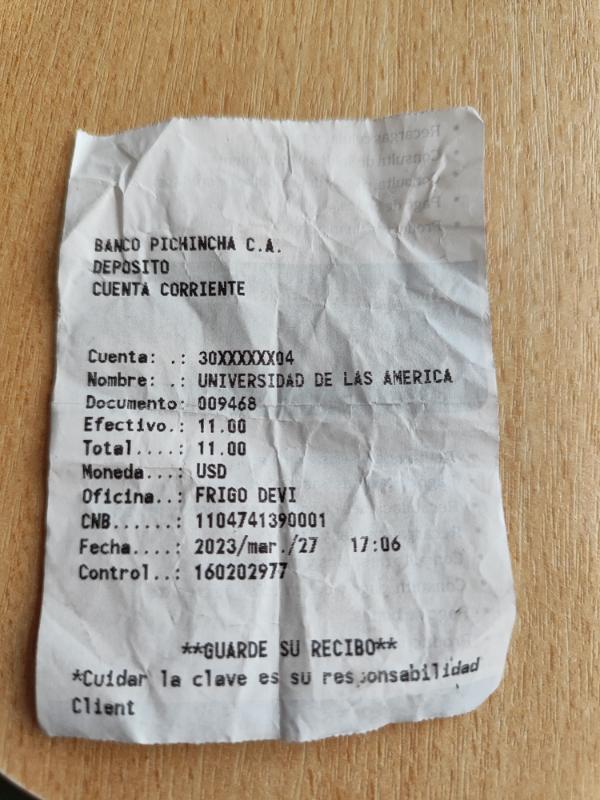 BANCO PICHINCHA C.A.
DEPOSITO
CUENTA CORRIENTE
Cuenta: .: 30XXXXXX04
Nombre: .: UNIVERSIDAD DE LAS AMERICA
Documento: 009468
Efectivo.: 11.00
Total....: 11.00
Moneda...: USD
Oficina..: FRIGO DEVI
CNB......: 1104741390001
Fecha....: 2023/mar./27 17:06
Control..: 160202977
**GUARDE SU RECIBO**
*Cuidar la clave es su responsabilidad
Client